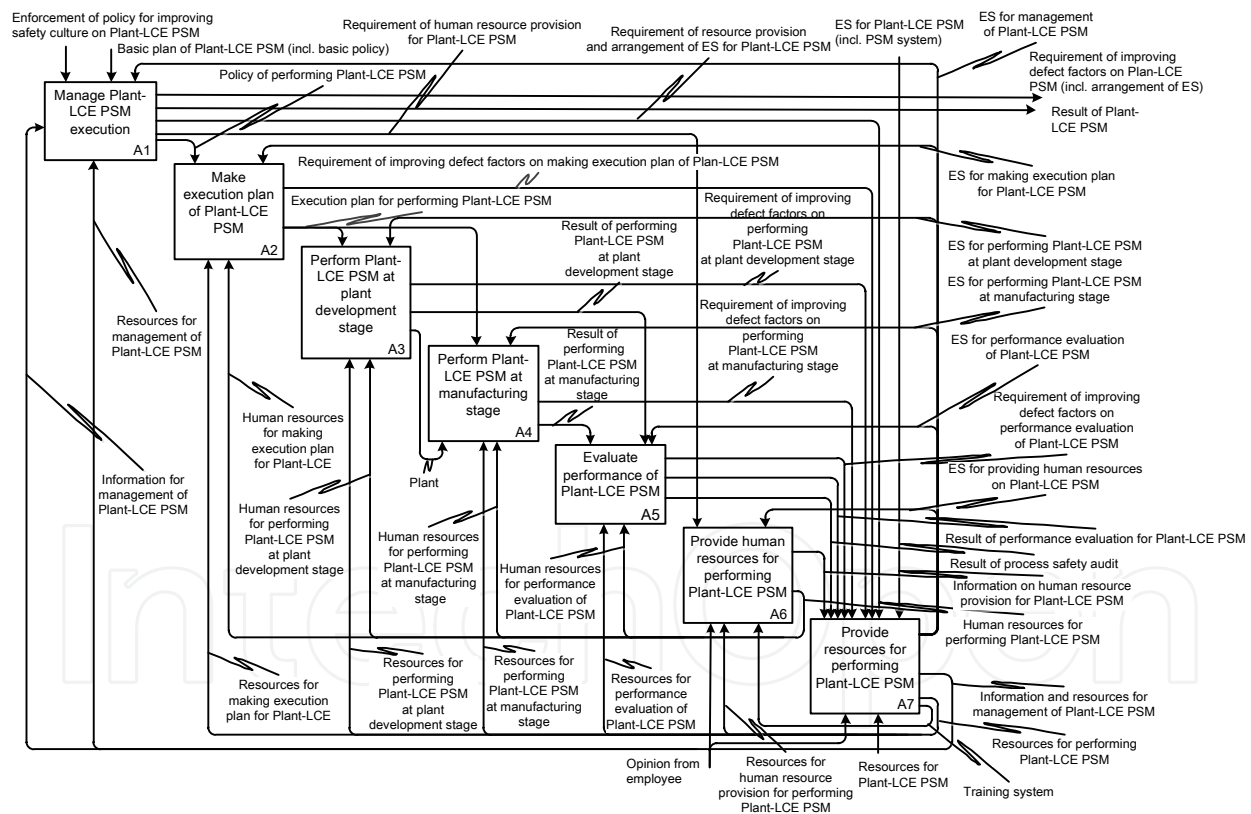 Enforcement of policy for improving
safety culture on Plant-LCE PSM
Basic plan of Plant-LCE PSM (incl. basic policy)
Policy of performing Plant-LCE PSM
Requirement of human resource provision
for Plant-LCE PSM
Requirement of resource provision
and arrangement of ES for Plant-LCE PSM
ES for Plant-LCE PSM
(incl. PSM system)
ES for management
of Plant-LCE PSM
Requirement of improving
defect factors on Plan-LCE
PSM (incl. arrangement of ES)
Result of Plant-
LCE PSM
Manage Plant-
LCE PSM
execution
A1
Make
execution plan
of Plant-LCE
PSM
A2
Requirement of improving defect factors on making execution plan of Plan-LCE PSM
Execution plan for performing Plant-LCE PSM
ES for making execution plan
for Plant-LCE PSM
Requirement of improving
defect factors on
performing
Plant-LCE PSM
at plant development stage
Result of performing
Plant-LCE PSM
at plant
development stage
ES for performing Plant-LCE PSM
at plant development stage
ES for performing Plant-LCE PSM
at manufacturing stage
Perform Plant-
LCE PSM at
plant
development
stage
A3
Requirement of improving
defect factors on
performing
Plant-LCE PSM
at manufacturing stage
Result of
performing
Plant-LCE PSM
at manufacturing
stage
ES for performance evaluation
of Plant-LCE PSM
Resources for
management of
Plant-LCE PSM
Perform Plant-
LCE PSM at
manufacturing
stage
A4
Requirement of improving
defect factors on
performance evaluation
of Plant-LCE PSM
Human resources
for making
execution plan
for Plant-LCE
Plant
Evaluate
performance of
Plant-LCE PSM
A5
ES for providing human resources
on Plant-LCE PSM
Information for
management of
Plant-LCE PSM
Human resources
for performing
Plant-LCE PSM
at plant
development stage
Human resources
for performing
Plant-LCE PSM
at manufacturing
stage
Human resources
for performance
evaluation of
Plant-LCE PSM
Provide human
resources for
performing
Plant-LCE PSM
A6
Result of performance evaluation for Plant-LCE PSM
Result of process safety audit
Information on human resource
provision for Plant-LCE PSM
Human resources for
performing Plant-LCE PSM
Provide
resources for
performing
Plant-LCE PSM
A7
Resources for
making execution
plan for Plant-LCE
Resources for
performing
Plant-LCE PSM
at plant
development stage
Resources for
performing
Plant-LCE PSM
at manufacturing
stage
Resources for
performance
evaluation of
Plant-LCE PSM
Information and resources for
management of Plant-LCE PSM
Resources for performing
Plant-LCE PSM
Training system
Opinion from
employee
Resources for
human resource
provision for performing
Plant-LCE PSM
Resources for
Plant-LCE PSM
IntechOpen